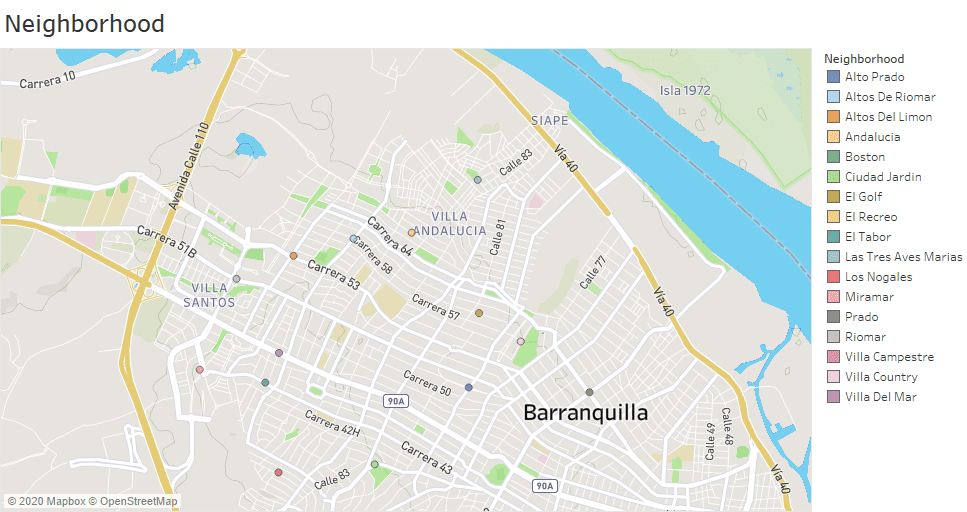 Neighborhood
Carrera 10
Isla 1972
SIAPE
Avenida Calle 110
Calle 83
Vía 40
VILLA
ANDALUCIA
Carrera 64
Calle 81
Carrera 51B
Carrera 58
Carrera 53
Calle 77
VILLA
SANTOS
Carrera 57
Vía 40
Carrera 50
90A
Barranquilla
Carrera 42H
Carrera 43
Calle 49
Calle 48
Calle 83
90A
Vía 40
© 2020 Mapbox © OpenStreetMap
Neighborhood
Alto Prado
Altos De Riomar
Altos Del Limon
Andalucia
Boston
Ciudad Jardin
El Golf
El Recreo
El Tabor
Las Tres Aves Marias
Los Nogales
Miramar
Prado
Riomar
Villa Campestre
Villa Country
Villa Del Mar